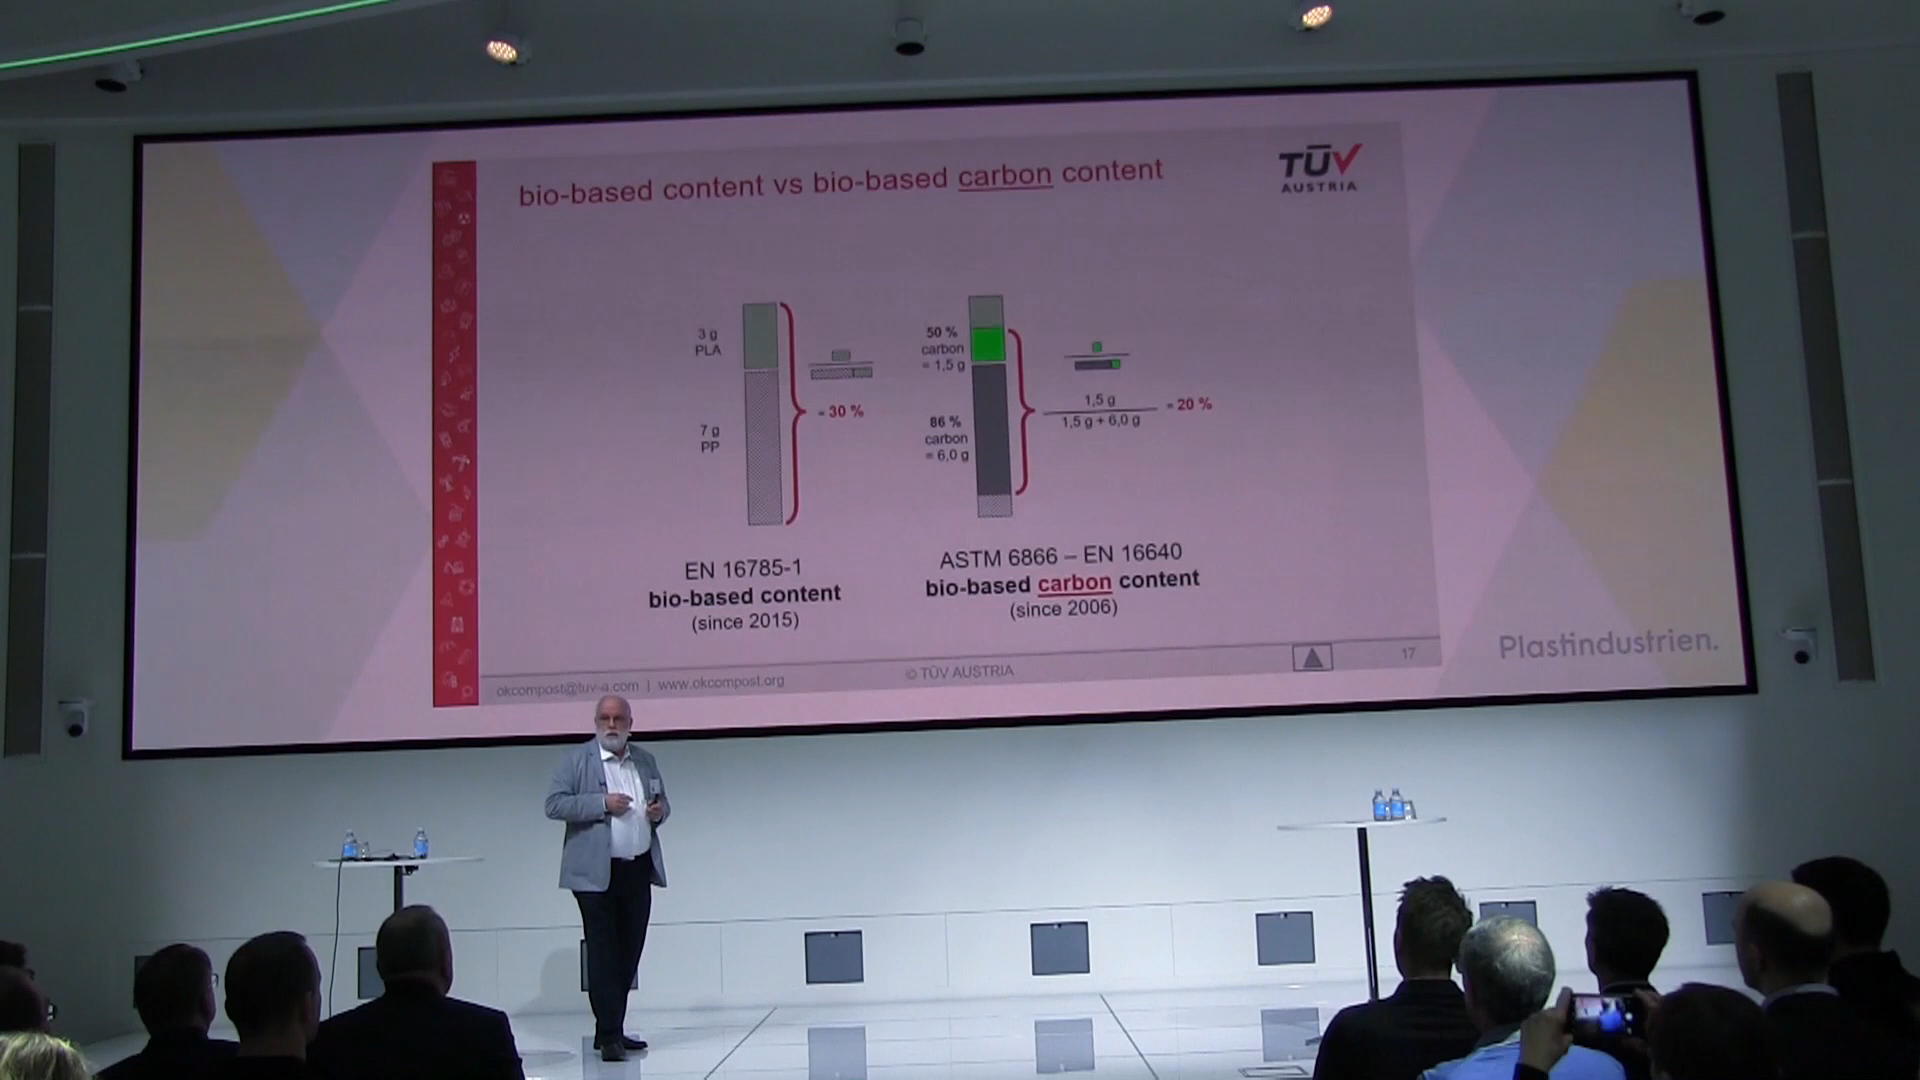 bio-based content vs bio-based carbon content
TÜV
AUSTRIA
3 g
PLA
7 g
PP
= 30 %
50 %
carbon
= 1,5 g
86 %
carbon
= 6,0 g
1,5 g
1,5 g + 6,0 g
= 20 %
EN 16785-1
bio-based content
(since 2015)
ASTM 6866 – EN 16640
bio-based carbon content
(since 2006)
okcompost@tuv-a.com | www.okcompost.org
© TÜV AUSTRIA
17
Plastindustrien.